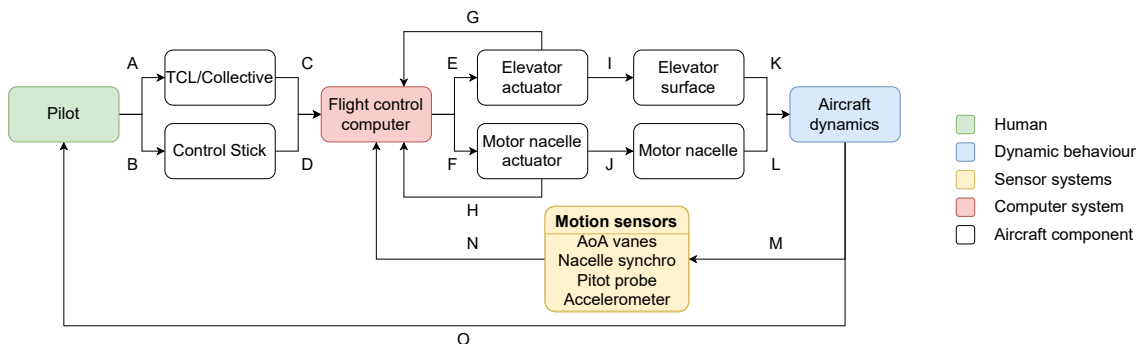 G
A
C
E
I
K
TCL/Collective
Elevator
actuator
Elevator
surface
Pilot
Flight control
computer
Aircraft
dynamics
Control Stick
Motor nacelle
actuator
Motor nacelle
B
D
F
J
L
H
Motion sensors
AoA vanes
Nacelle synchro
Pitot probe
Accelerometer
N
M
O
Human
Dynamic behaviour
Sensor systems
Computer system
Aircraft component